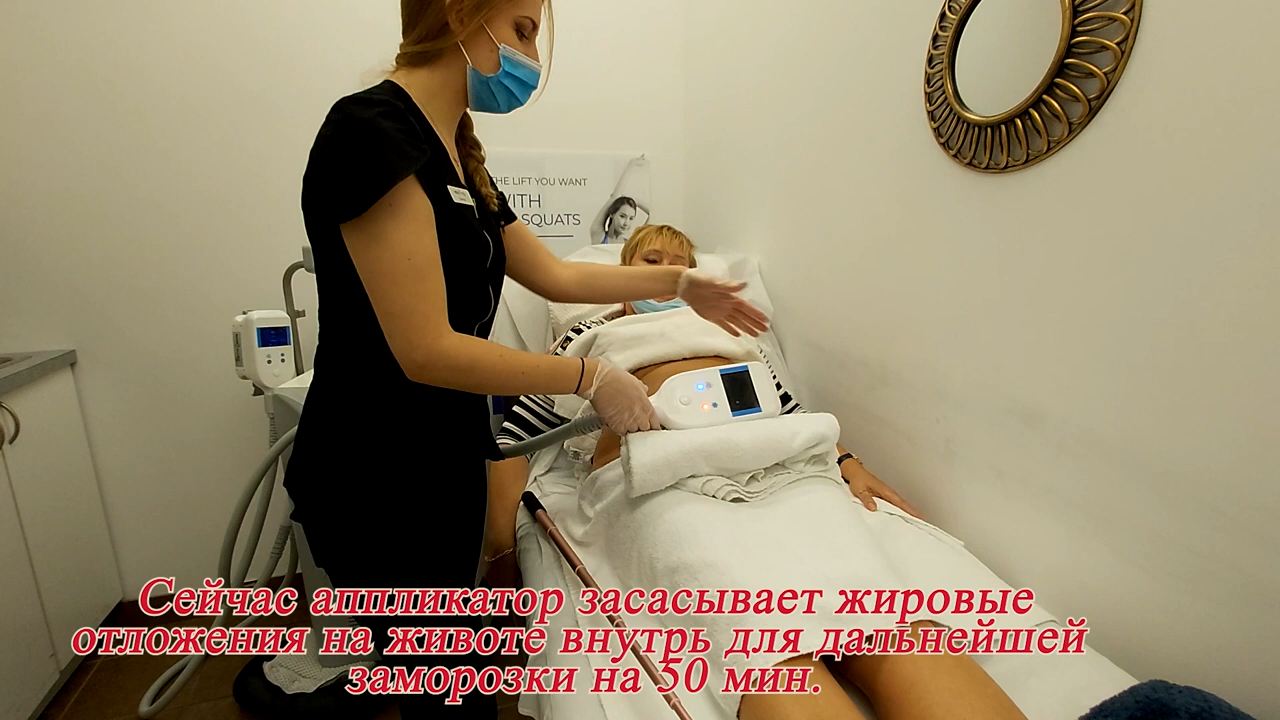 THE LIFT YOU WANT
WITH
SQUATS
Сейчас аппликатор засасывает жировые
отложения на животе внутрь для дальнейшей
заморозки на 50 мин.